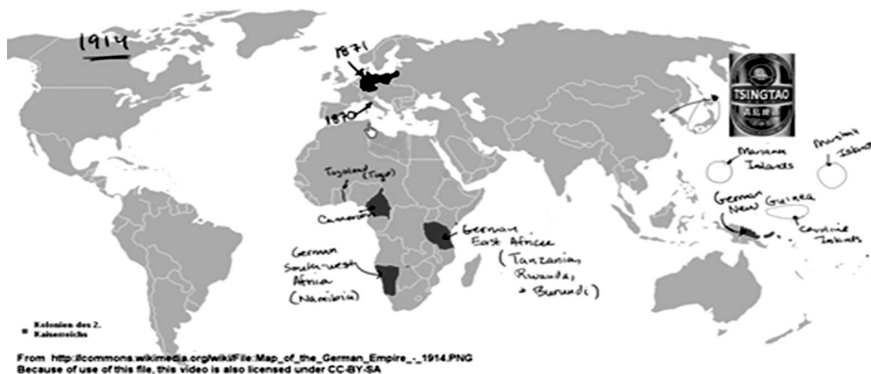 1914
1871
1870
TSINGTAO
Mariana
Islands
Marshall
Islands
German
New Guinea
Caroline
Islands
Togoland (Togo)
Cameroon
German
East Africa
(Tanzania,
Rwanda,
+ Burundi)
German
South-west
Africa
(Namibia)
Kolonien des 2.
Kaiserreichs
From http://commons.wikimedia.org/wiki/File:Map_of_the_German_Empire_-_1914.PNG
Because of use of this file, this video is also licensed under CC-BY-SA